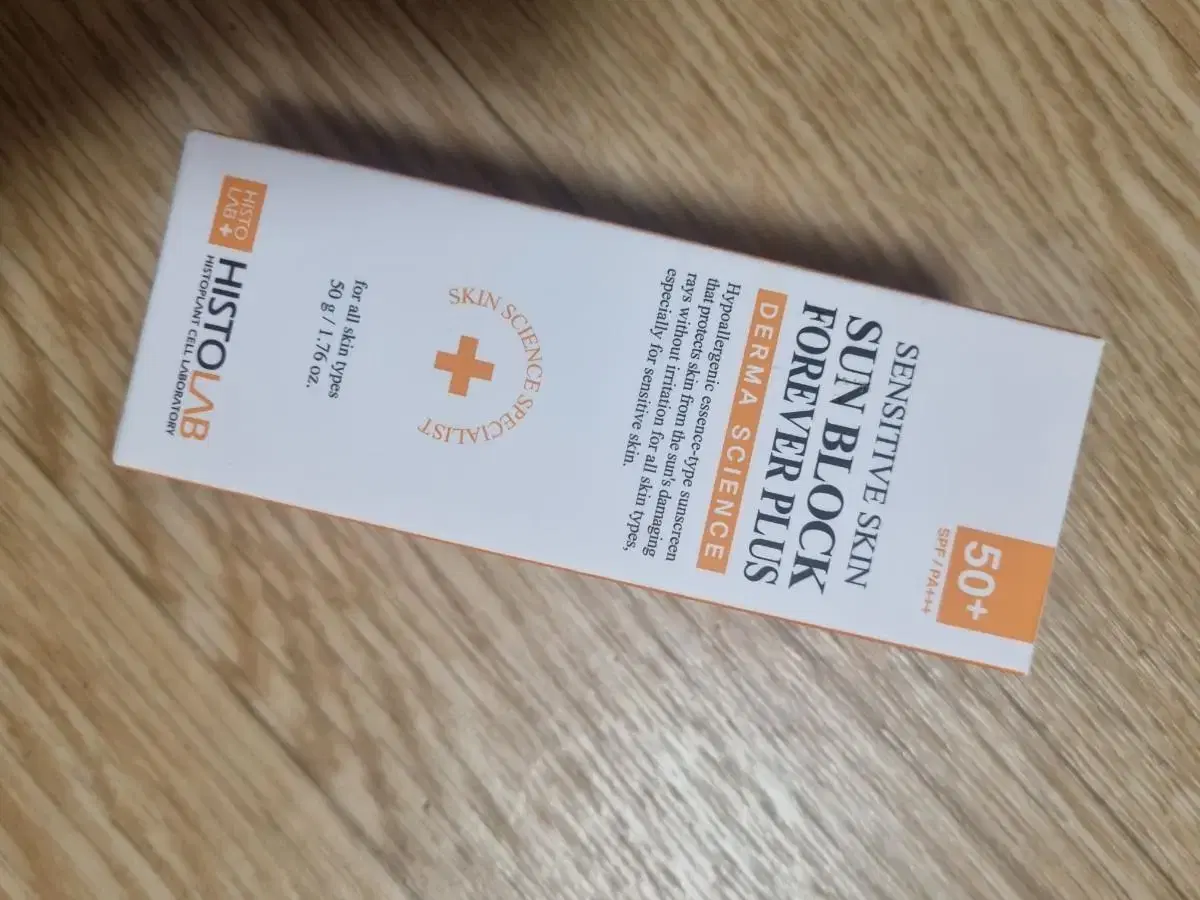 50+
SPF / PA+++
SENSITIVE SKIN
SUN BLOCK
FOREVER PLUS
DERMA SCIENCE
Hypoallergenic essence-type sunscreen
that protects skin from the sun's damaging
rays without irritation for all skin types,
especially for sensitive skin.
SKIN SCIENCE SPECIALIST
for all skin types
50 g / 1.76 oz.
HISTO
LAB +
HISTOLAB
HISTOPLANT CELL LABORATORY